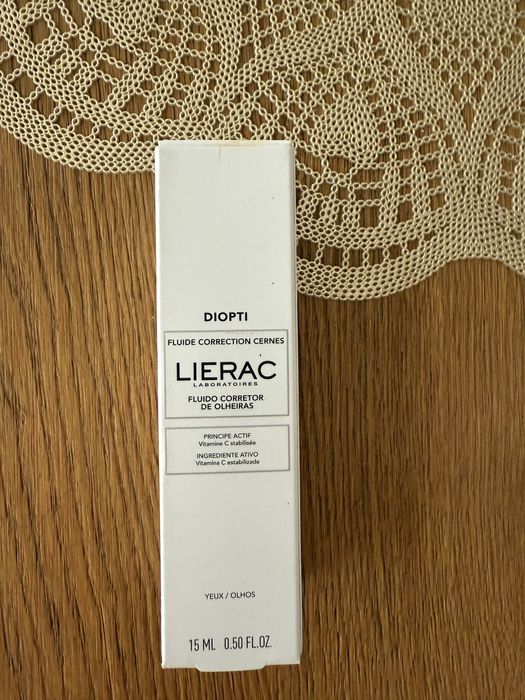 DIOPTI
FLUIDE CORRECTION CERNES
LIERAC
LABORATOIRES
FLUIDO CORRETOR
DE OLHEIRAS
PRINCIPE ACTIF
Vitamine C stabilisée
INGREDIENTE ATIVO
Vitamina C estabilizada
YEUX / OLHOS
15 ML 0.50 FL.OZ.